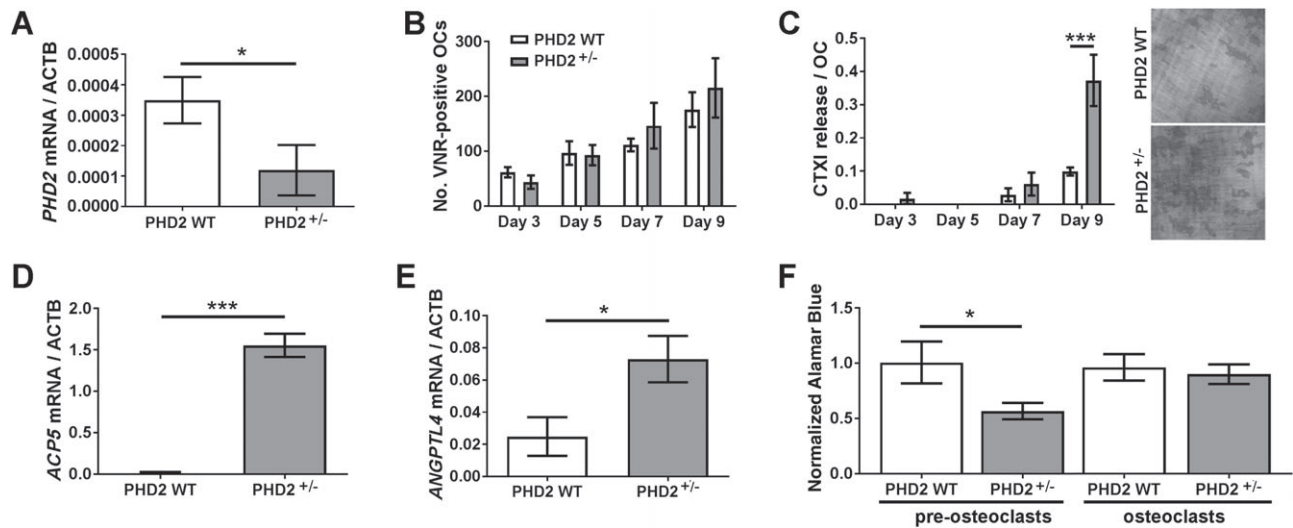 A
PHD2 mRNA / ACTB
0.0005
0.0004
0.0003
0.0002
0.0001
0.0000
*
PHD2 WT
PHD2 +/-
B
No. VNR-positive OCs
300
200
100
0
PHD2 WT
PHD2 +/-
Day 3
Day 5
Day 7
Day 9
C
CTXI release / OC
0.5
0.4
0.3
0.2
0.1
0.0
***
Day 3
Day 5
Day 7
Day 9
PHD2 WT
PHD2 +/-
D
ACP5 mRNA / ACTB
2.0
1.5
1.0
0.5
0.0
***
PHD2 WT
PHD2 +/-
E
ANGPTL4 mRNA / ACTB
0.10
0.08
0.06
0.04
0.02
0.00
*
PHD2 WT
PHD2 +/-
F
Normalized Alamar Blue
1.5
1.0
0.5
0.0
*
PHD2 WT
PHD2 +/-
PHD2 WT
PHD2 +/-
pre-osteoclasts
osteoclasts